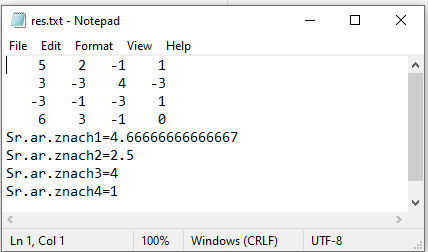 res.txt - Notepad
File Edit Format View Help
5 2 -1 1
3 -3 4 -3
-3 -1 -3 1
6 3 -1 0
Sr.ar.znach1=4.66666666666667
Sr.ar.znach2=2.5
Sr.ar.znach3=4
Sr.ar.znach4=1
Ln 1, Col 1 100% Windows (CRLF) UTF-8